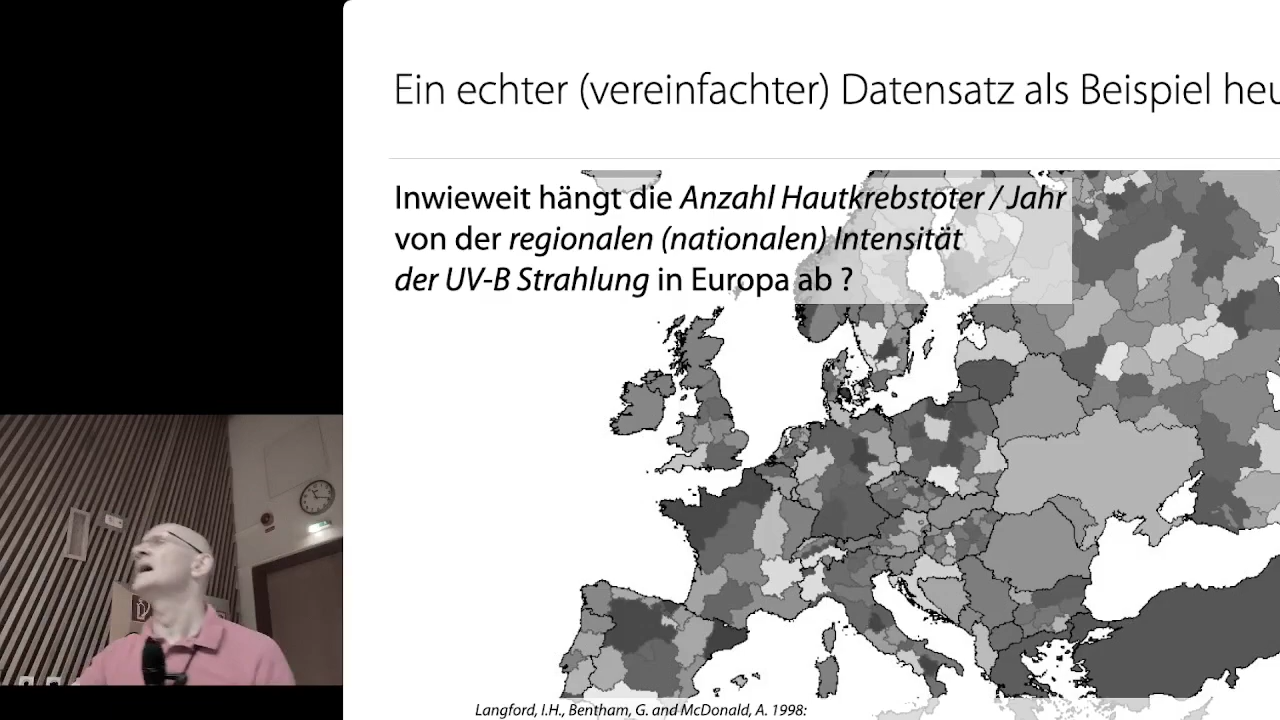 Ein echter (vereinfachter) Datensatz als Beispiel heu
Inwieweit hängt die Anzahl Hautkrebstoter / Jahr
von der regionalen (nationalen) Intensität
der UV-B Strahlung in Europa ab ?
Langford, I.H., Bentham, G. and McDonald, A. 1998: